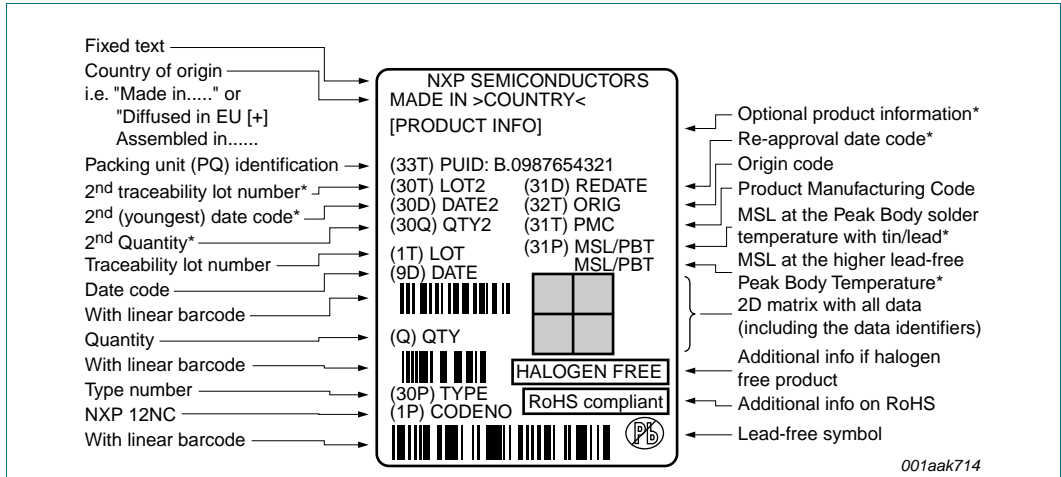 Fixed text
Country of origin
i.e. "Made in....." or
"Diffused in EU [+]
Assembled in......
Packing unit (PQ) identification
2nd traceability lot number*
2nd (youngest) date code*
2nd Quantity*
Traceability lot number
Date code
With linear barcode
Quantity
With linear barcode
Type number
NXP 12NC
With linear barcode
NXP SEMICONDUCTORS
MADE IN >COUNTRY<
[PRODUCT INFO]
(33T) PUID: B.0987654321
(30T) LOT2 (31D) REDATE
(30D) DATE2 (32T) ORIG
(30Q) QTY2 (31T) PMC
(31P) MSL/PBT
(1T) LOT
MSL/PBT
(9D) DATE
(Q) QTY
HALOGEN FREE
(30P) TYPE
RoHS compliant
(1P) CODENO
Pb
Optional product information*
Re-approval date code*
Origin code
Product Manufacturing Code
MSL at the Peak Body solder
temperature with tin/lead*
MSL at the higher lead-free
Peak Body Temperature*
2D matrix with all data
(including the data identifiers)
Additional info if halogen
free product
Additional info on RoHS
Lead-free symbol
001aak714